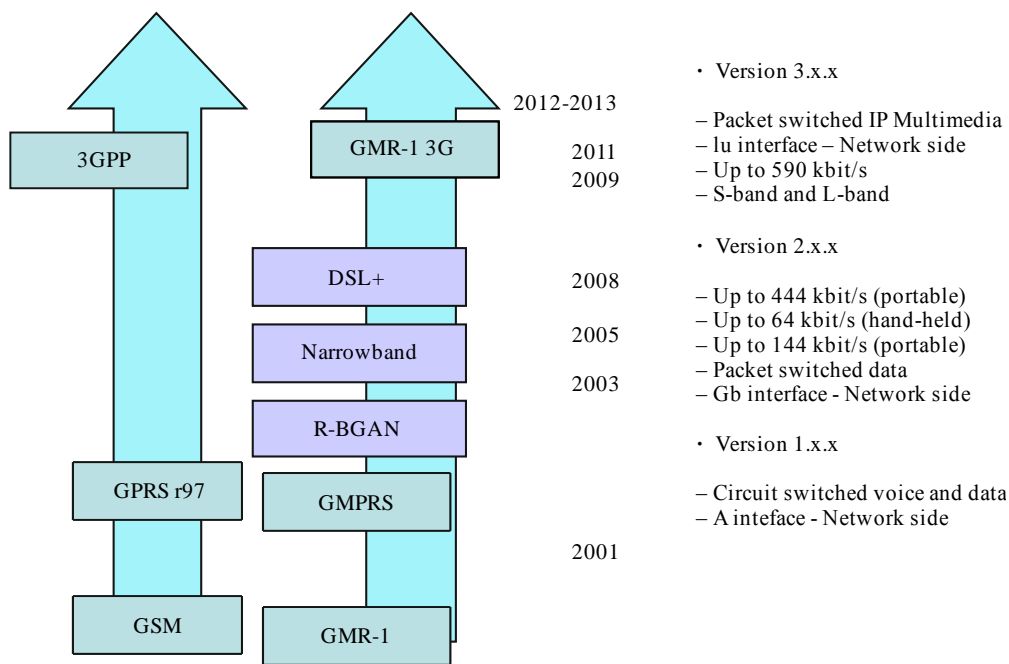 2012-2013
3GPP
GMR-1 3G
2011
2009
DSL+
2008
Narrowband
2005
2003
R-BGAN
GPRS r97
GMPRS
2001
GSM
GMR-1
· Version 3.x.x
– Packet switched IP Multimedia
– lu interface – Network side
– Up to 590 kbit/s
– S-band and L-band
· Version 2.x.x
– Up to 444 kbit/s (portable)
– Up to 64 kbit/s (hand-held)
– Up to 144 kbit/s (portable)
– Packet switched data
– Gb interface - Network side
· Version 1.x.x
– Circuit switched voice and data
– A inteface - Network side